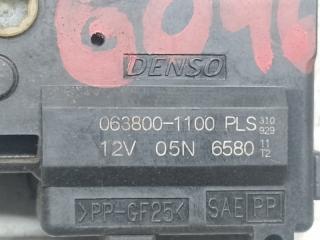 DENSO
063800-1100 PLS 310 929
12V 05N 6580 11 T2
>PP-GF25< SAE PP